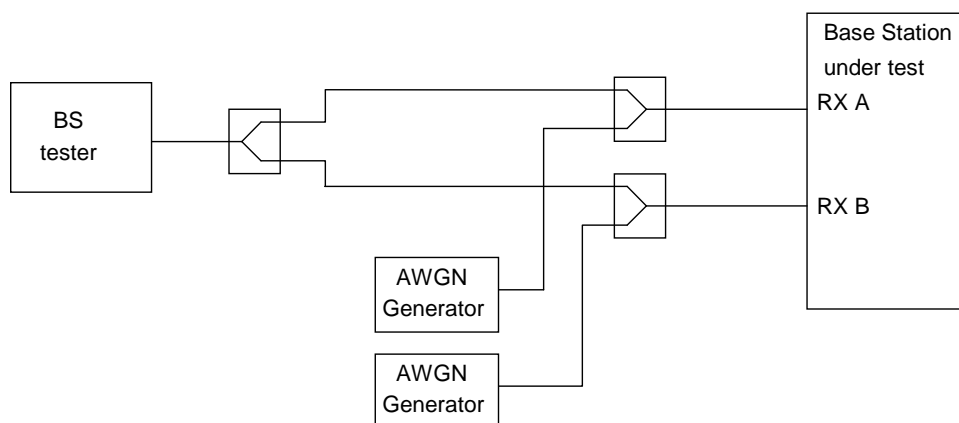 BS
tester
Base Station
under test
RX A
RX B
AWGN
Generator
AWGN
Generator